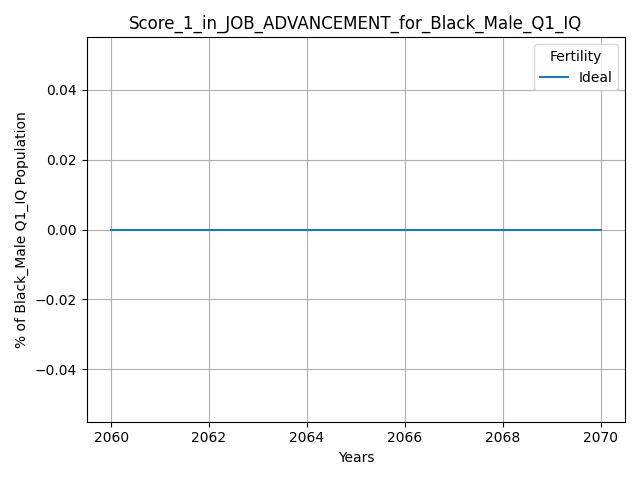 Score_1_in_JOB_ADVANCEMENT_for_Black_Male_Q1_IQ
Fertility
Ideal
% of Black_Male Q1_IQ Population
0.04
0.02
0.00
−0.02
−0.04
2060 2062 2064 2066 2068 2070
Years